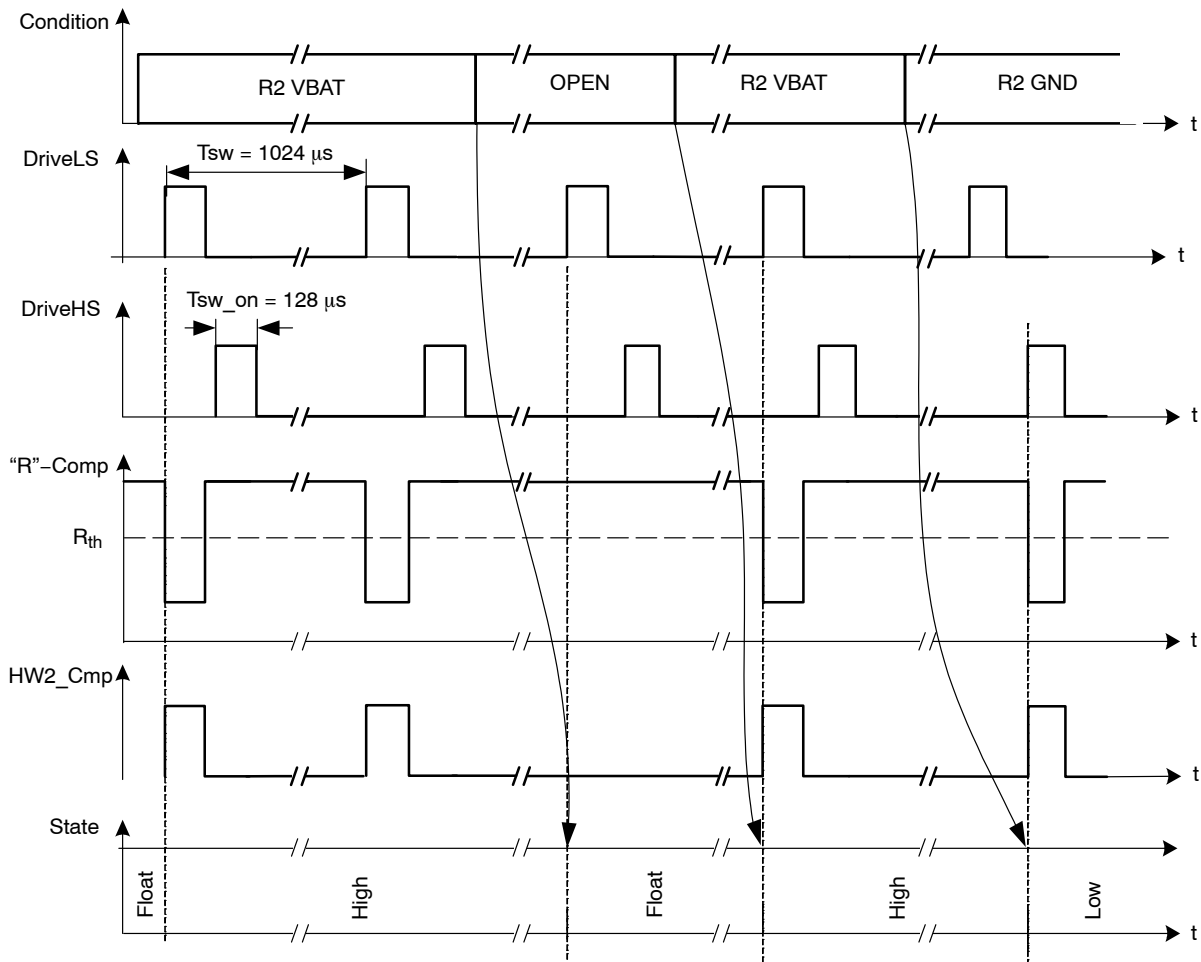 Condition
R2 VBAT
OPEN
R2 VBAT
R2 GND
t
DriveLS
Tsw = 1024 μs
t
DriveHS
Tsw_on = 128 μs
t
“R”−Comp
Rth
t
HW2_Cmp
t
State
Float
High
Float
High
Low
t